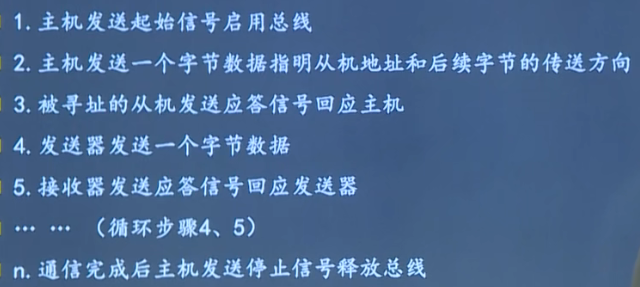 1.主机发送起始信号启用总线
2.主机发送一个字节数据指明从机地址和后续字节的传送方向
3.被寻址的从机发送应答信号回应主机
4.发送器发送一个字节数据
5.接收器发送应答信号回应发送器
… … （循环步骤4、5）
n.通信完成后主机发送停止信号释放总线